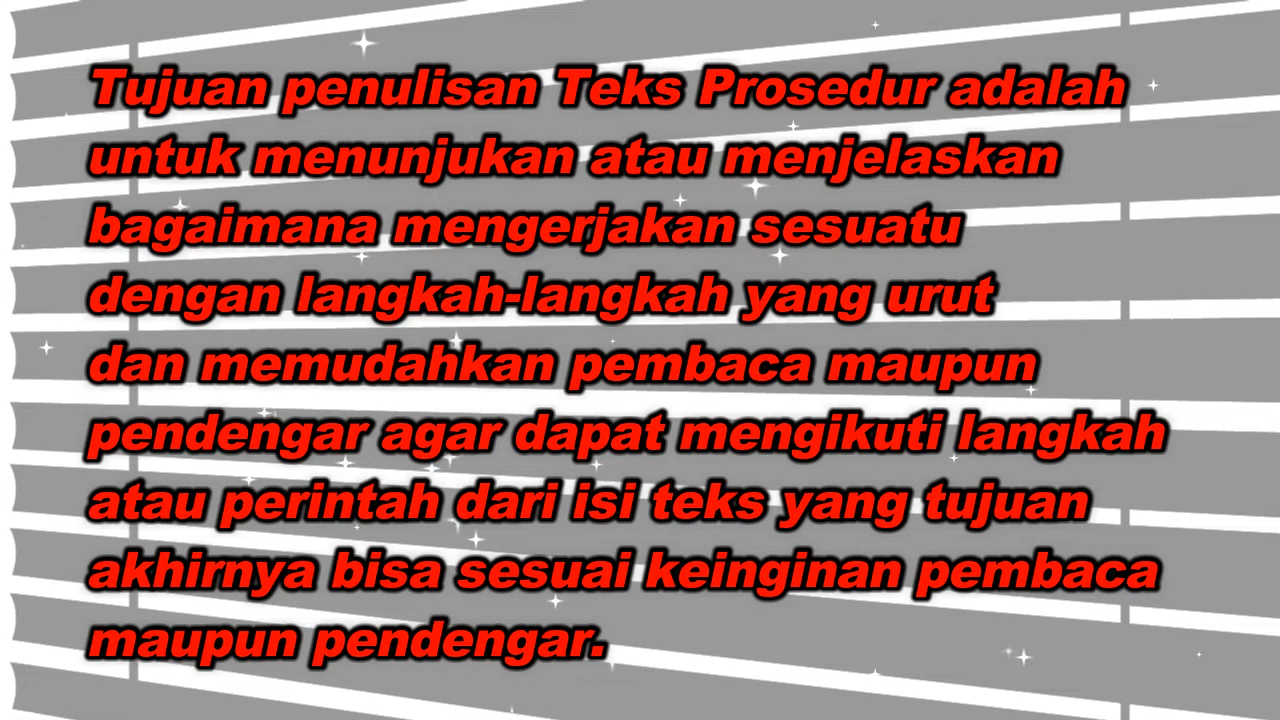 Tujuan penulisan Teks Prosedur adalah
untuk menunjukan atau menjelaskan
bagaimana mengerjakan sesuatu
dengan langkah-langkah yang urut
dan memudahkan pembaca maupun
pendengar agar dapat mengikuti langkah
atau perintah dari isi teks yang tujuan
akhirnya bisa sesuai keinginan pembaca
maupun pendengar.